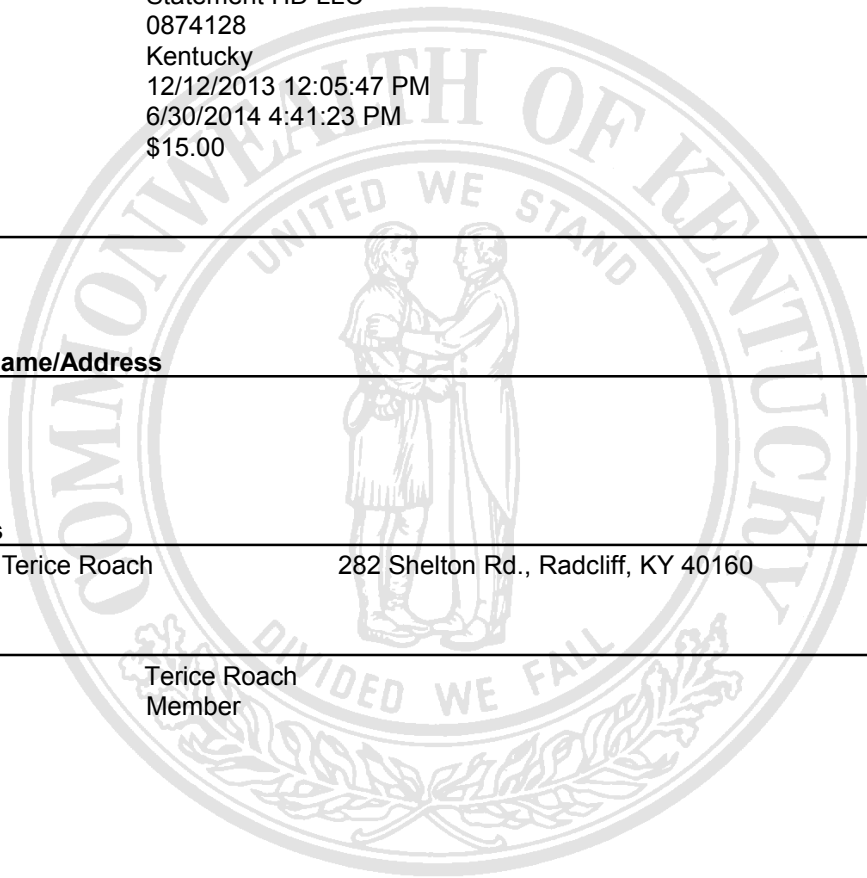 Statement HD LLC
0874128
Kentucky
12/12/2013 12:05:47 PM
6/30/2014 4:41:23 PM
$15.00
ame/Address
s
Terice Roach 282 Shelton Rd., Radcliff, KY 40160
Terice Roach
Member
COMMONWEALTH OF KENTUCKY
UNITED WE STAND
DIVIDED WE FALL